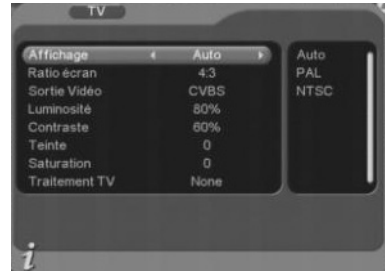 TV
Affichage Auto
Ratio écran 4:3
Sortie Vidéo CVBS
Luminosité 80%
Contraste 60%
Teinte 0
Saturation 0
Traitement TV None
Auto
PAL
NTSC
i